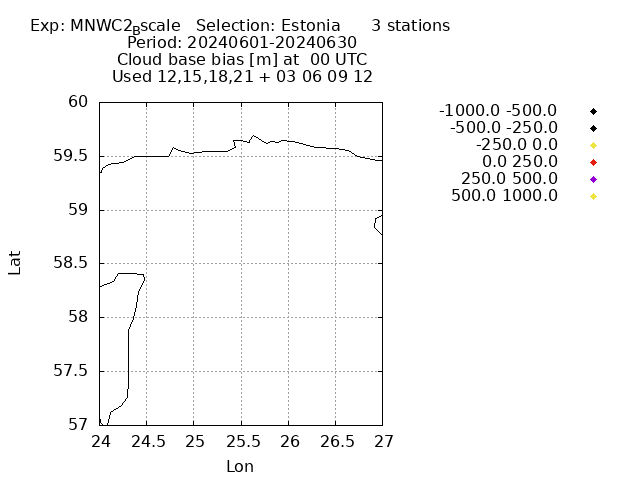 Exp: MNWC2_Bscale   Selection: Estonia      3 stations
Period: 20240601-20240630
Cloud base bias [m] at  00 UTC
Used 12,15,18,21 + 03 06 09 12
-1000.0 -500.0
-500.0 -250.0
-250.0 0.0
0.0 250.0
250.0 500.0
500.0 1000.0
60
59.5
59
58.5
58
57.5
57
Lat
24 24.5 25 25.5 26 26.5 27
Lon